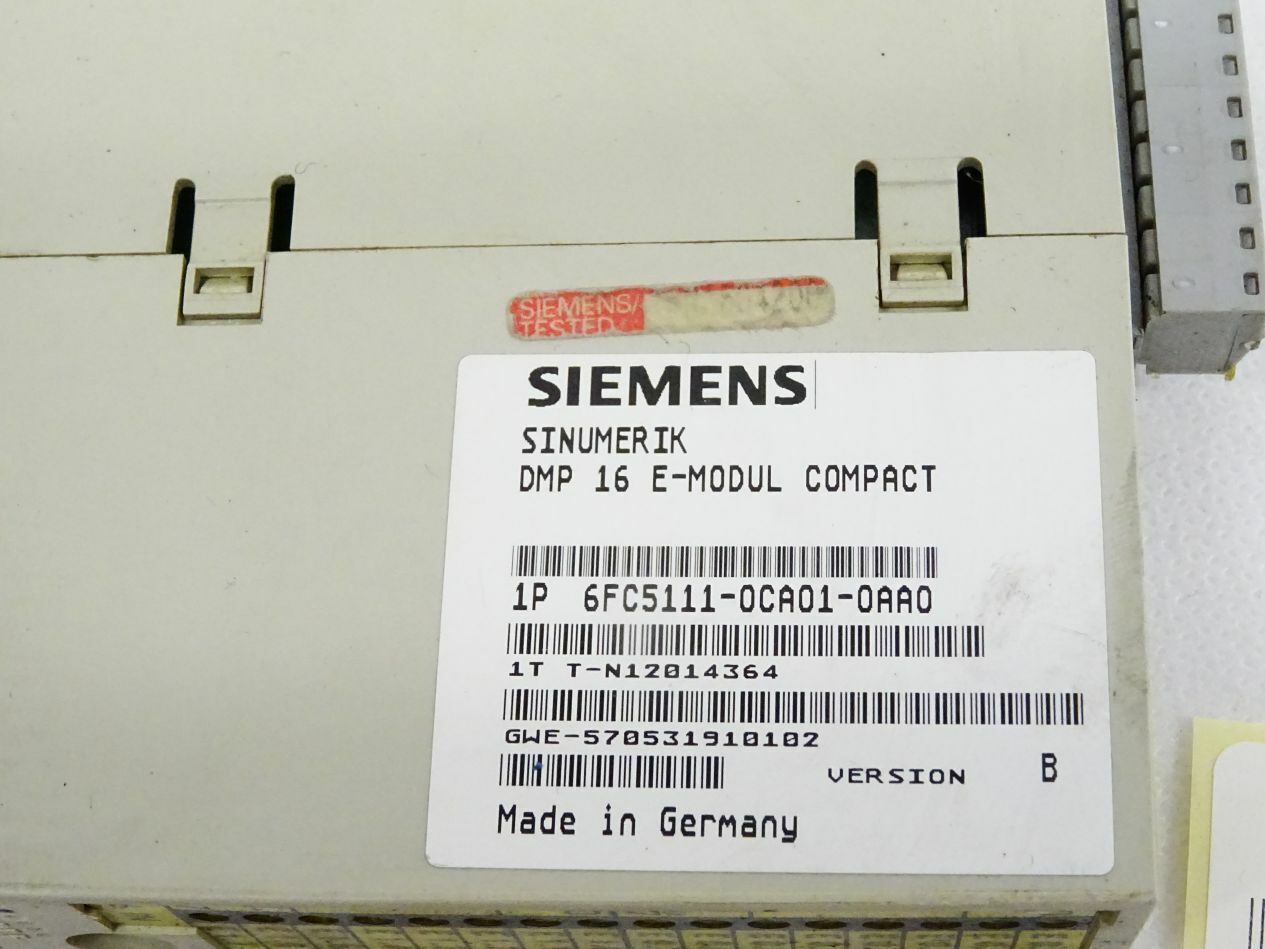 SIEMENS/
TESTED
SIEMENS
SINUMERIK
DMP 16 E-MODUL COMPACT
1P 6FC5111-0CA01-0AA0
1T T-N12014364
GWE-570531910102
VERSION B
Made in Germany